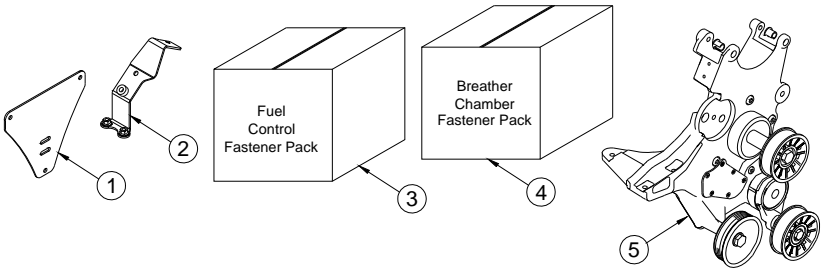 Fuel
Control
Fastener Pack
Breather
Chamber
Fastener Pack
1
2
3
4
5